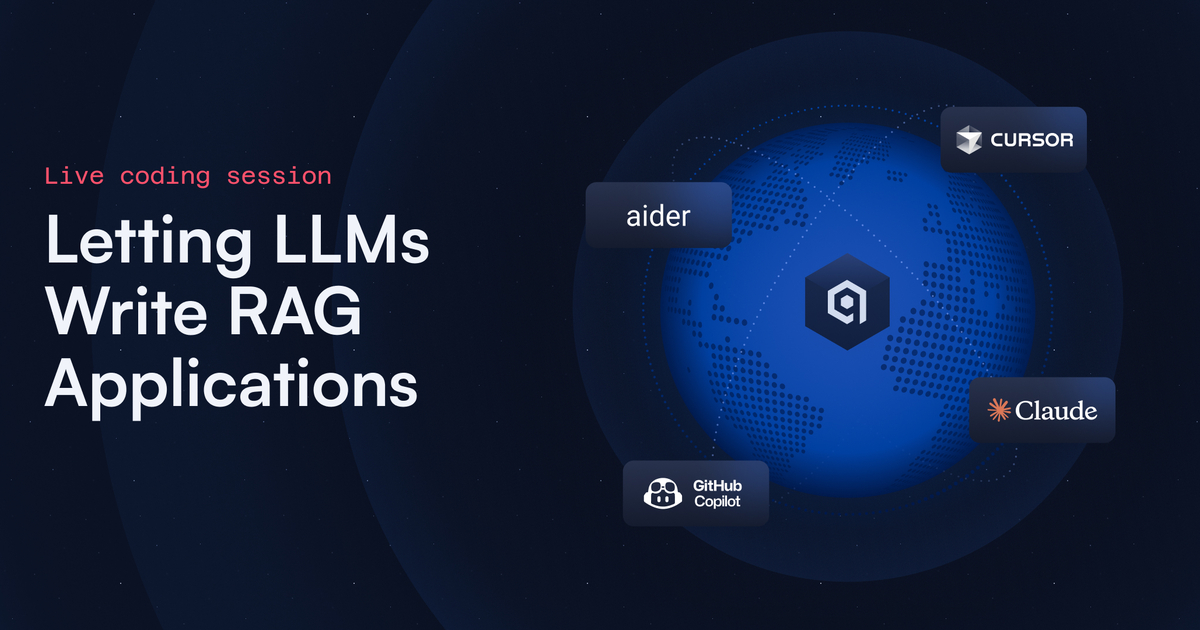 Live coding session
Letting LLMs
Write RAG
Applications
CURSOR
aider
Claude
GitHub
Copilot